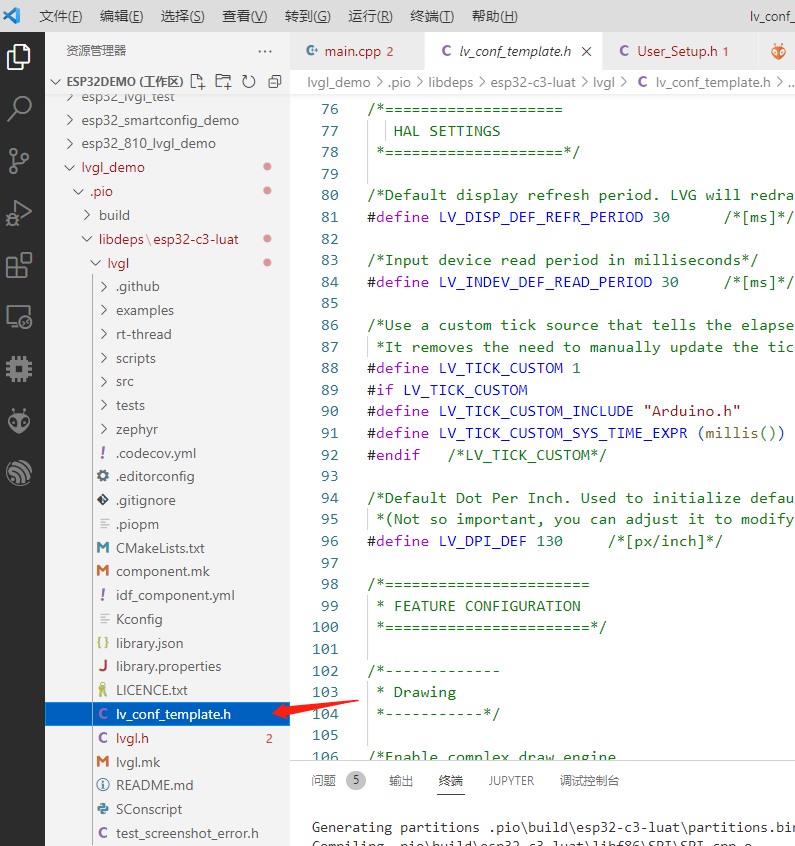 文件(F) 编辑(E) 选择(S) 查看(V) 转到(G) 运行(R) 终端(T) 帮助(H) lv_conf_
资源管理器 ···
ESP32DEMO (工作区)
esp32_lvgl_test
esp32_smartconfig_demo
esp32_810_lvgl_demo
lvgl_demo
.pio
build
libdeps\esp32-c3-luat
lvgl
.github
examples
rt-thread
scripts
src
tests
zephyr
! .codecov.yml
.editorconfig
.gitignore
.piopm
M CMakeLists.txt
M component.mk
! idf_component.yml
Kconfig
{} library.json
J library.properties
LICENCE.txt
C lv_conf_template.h
C lvgl.h 2
M lvgl.mk
README.md
SConscript
C test_screenshot_error.h
main.cpp 2 C lv_conf_template.h × C User_Setup.h 1
lvgl_demo > .pio > libdeps > esp32-c3-luat > lvgl > C lv_conf_template.h > ..
76 /*====================
77 HAL SETTINGS
78 *====================*/
79
80 /*Default display refresh period. LVG will redra
81 #define LV_DISP_DEF_REFR_PERIOD 30 /*[ms]*/
82
83 /*Input device read period in milliseconds*/
84 #define LV_INDEV_DEF_READ_PERIOD 30 /*[ms]*/
85
86 /*Use a custom tick source that tells the elapse
87 *It removes the need to manually update the tic
88 #define LV_TICK_CUSTOM 1
89 #if LV_TICK_CUSTOM
90 #define LV_TICK_CUSTOM_INCLUDE "Arduino.h"
91 #define LV_TICK_CUSTOM_SYS_TIME_EXPR (millis())
92 #endif /*LV_TICK_CUSTOM*/
93
94 /*Default Dot Per Inch. Used to initialize defau
95 *(Not so important, you can adjust it to modify
96 #define LV_DPI_DEF 130 /*[px/inch]*/
97
98 /*=======================
99 * FEATURE CONFIGURATION
100 *=======================*/
101
102 /*-------------
103 * Drawing
104 *-----------*/
105
106 /*Enable complex draw engine
问题 5 输出 终端 JUPYTER 调试控制台
Generating partitions .pio\build\esp32-c3-luat\partitions.bin
Compiling .pio\build\esp32-c3-luat\libf86\SPI\SPI.cpp.o